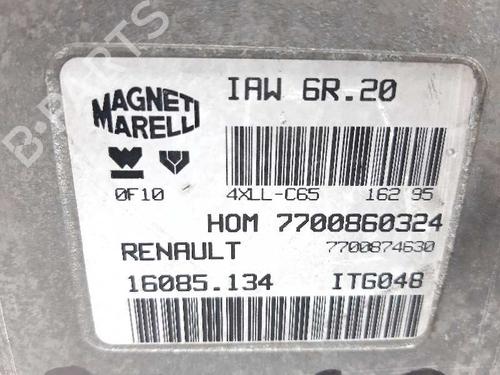 IAW 6R.20
MAGNETI
MARELLI
0F10
4XLL-C65 162 95
HOM 7700860324
RENAULT 7700874630
16085.134 ITG048
B-PARTS